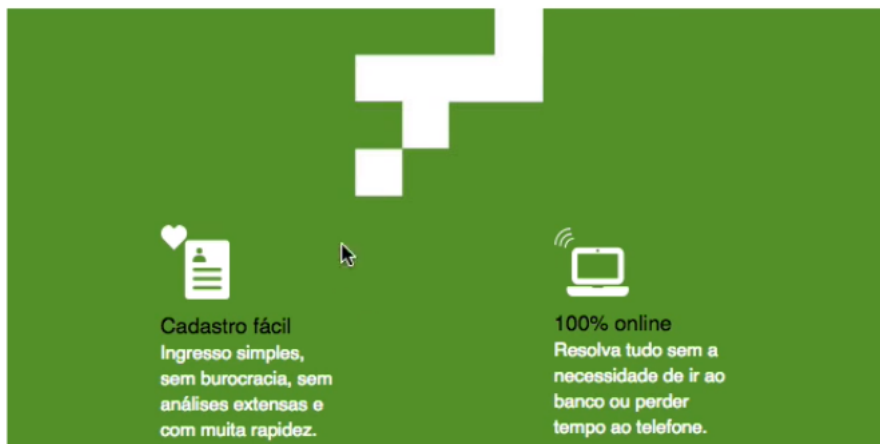 Cadastro fácil
Ingresso simples,
sem burocracia, sem
análises extensas e
com muita rapidez.
100% online
Resolva tudo sem a
necessidade de ir ao
banco ou perder
tempo ao telefone.